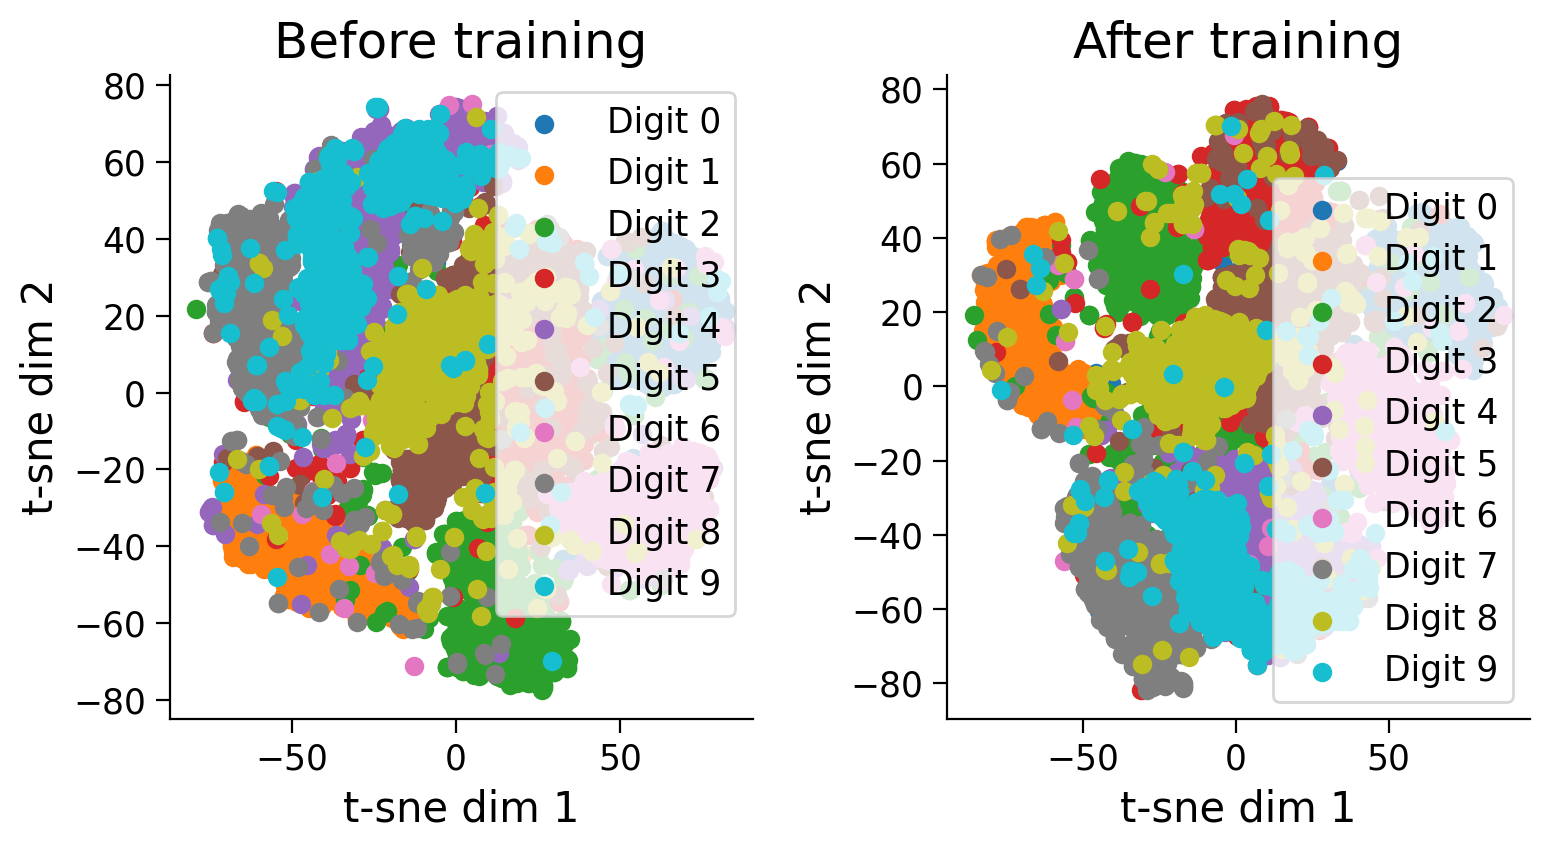 Before training
80
60
40
20
0
−20
−40
−60
−80
−50
0
50
t-sne dim 2
t-sne dim 1
Digit 0
Digit 1
Digit 2
Digit 3
Digit 4
Digit 5
Digit 6
Digit 7
Digit 8
Digit 9
After training
80
60
40
20
0
−20
−40
−60
−80
−50
0
50
t-sne dim 2
t-sne dim 1
Digit 0
Digit 1
Digit 2
Digit 3
Digit 4
Digit 5
Digit 6
Digit 7
Digit 8
Digit 9